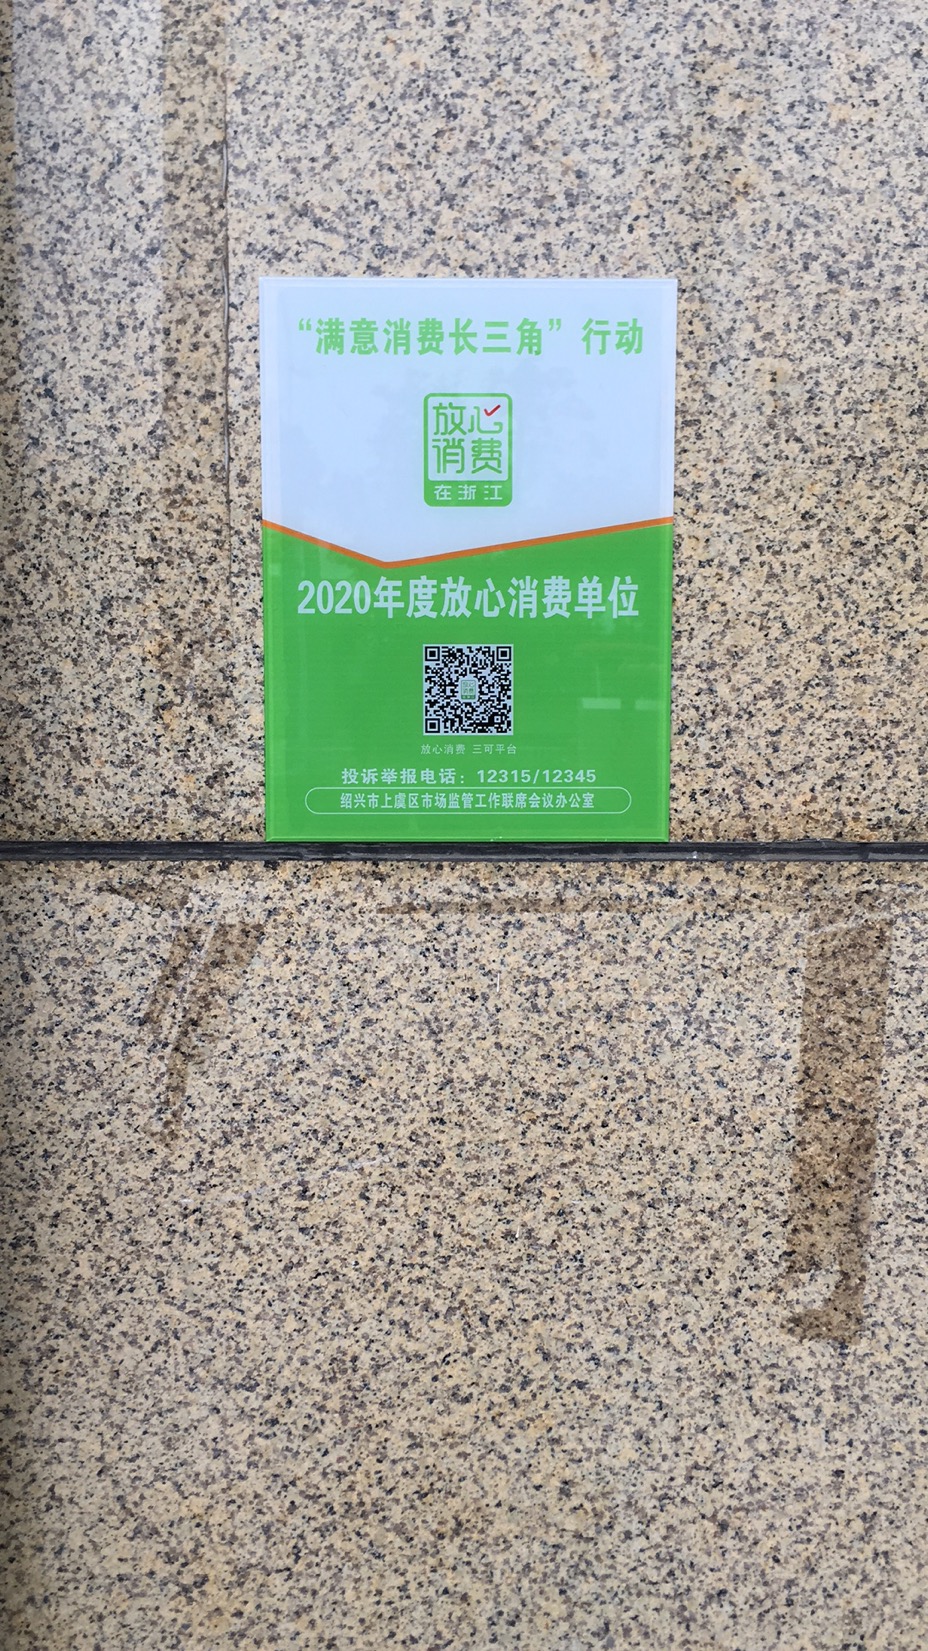 “满意消费长三角”行动
放心
消费
在浙江
2020年度放心消费单位
放心消费 三可平台
投诉举报电话：12315/12345
绍兴市上虞区市场监管工作联席会议办公室